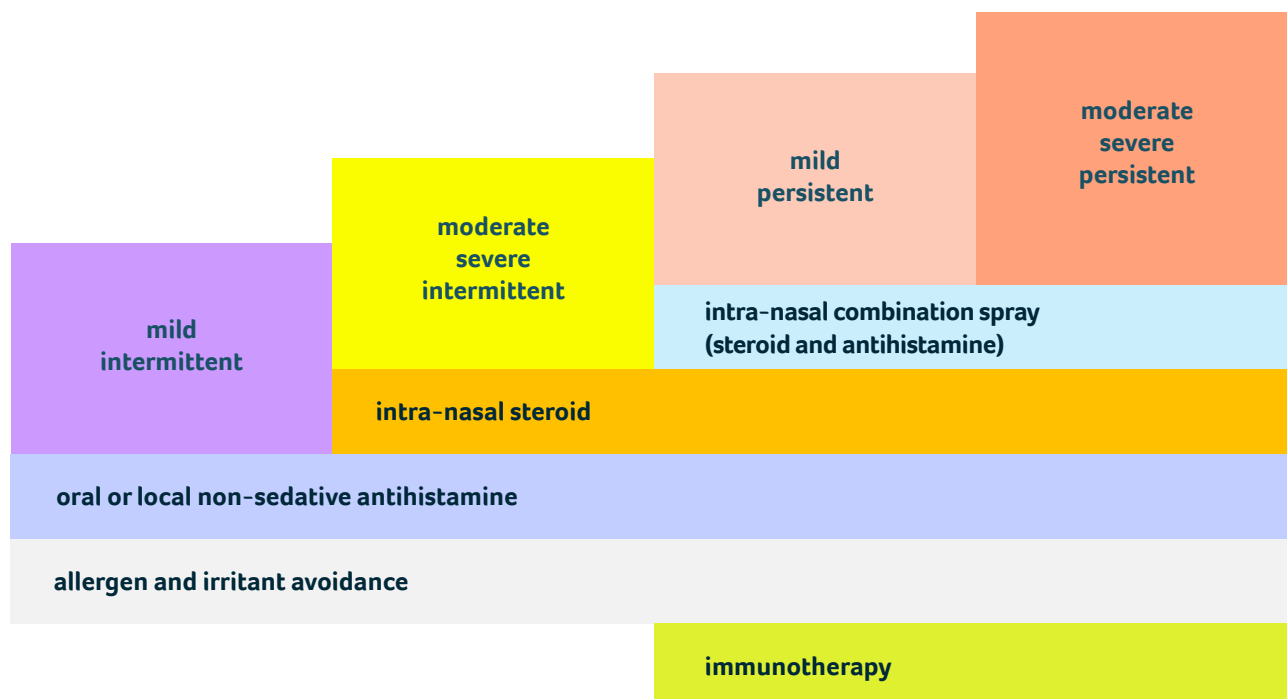 moderate
severe
persistent
mild
persistent
moderate
severe
intermittent
mild
intermittent
intra-nasal combination spray
(steroid and antihistamine)
intra-nasal steroid
oral or local non-sedative antihistamine
allergen and irritant avoidance
immunotherapy